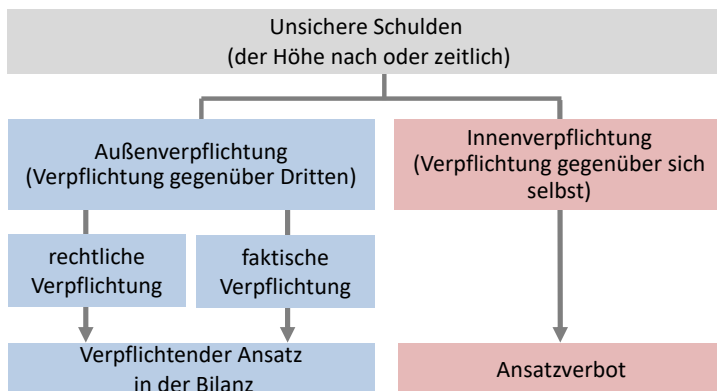 Unsichere Schulden
(der Höhe nach oder zeitlich)
Außenverpflichtung
(Verpflichtung gegenüber Dritten)
Innenverpflichtung
(Verpflichtung gegenüber sich
selbst)
rechtliche
Verpflichtung
faktische
Verpflichtung
Verpflichtender Ansatz
in der Bilanz
Ansatzverbot